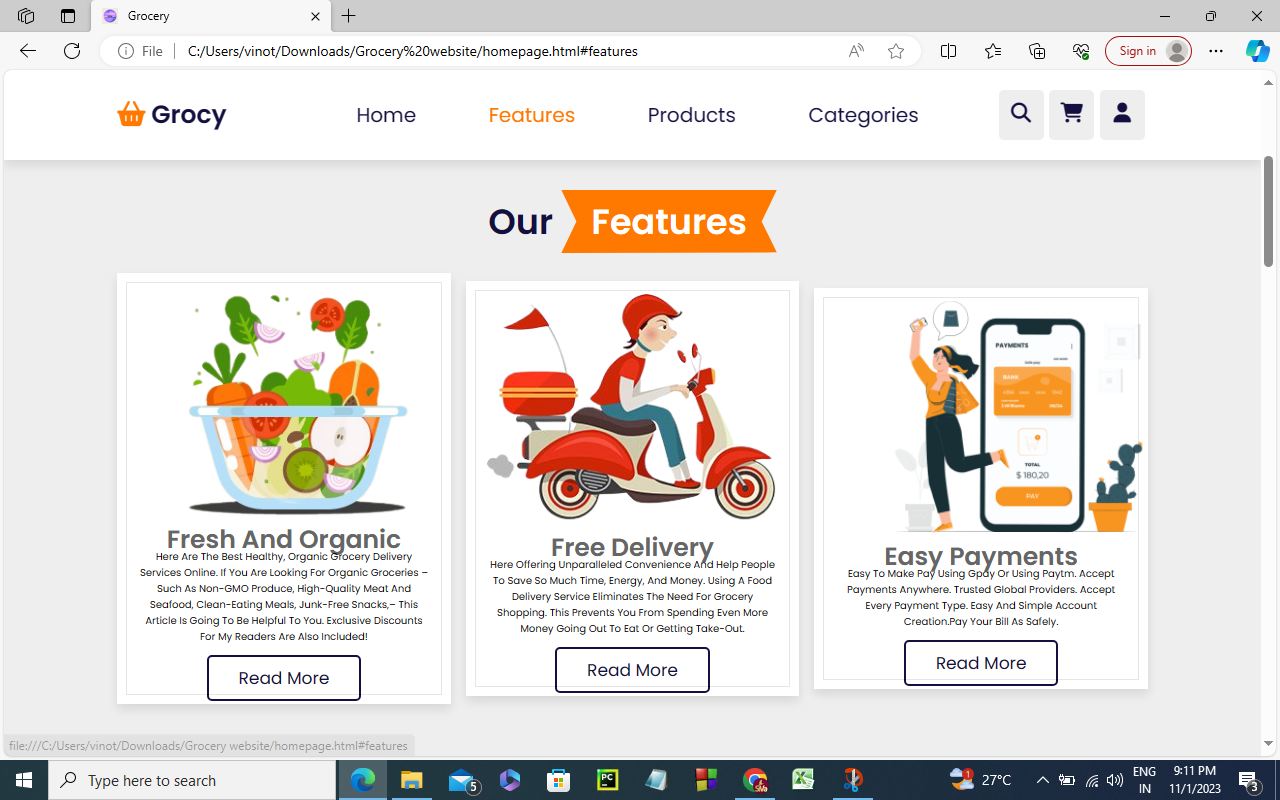 Grocery
File
C:/Users/vinot/Downloads/Grocery%20website/homepage.html#features
Sign in
Grocy
Home
Features
Products
Categories
Our Features
Fresh And Organic
Here Are The Best Healthy, Organic Grocery Delivery
Services Online. If You Are Looking For Organic Groceries –
Such As Non-GMO Produce, High-Quality Meat And
Seafood, Clean-Eating Meals, Junk-Free Snacks,– This
Article Is Going To Be Helpful To You. Exclusive Discounts
For My Readers Are Also Included!
Read More
Free Delivery
Here Offering Unparalleled Convenience And Help People
To Save So Much Time, Energy, And Money. Using A Food
Delivery Service Eliminates The Need For Grocery
Shopping. This Prevents You From Spending Even More
Money Going Out To Eat Or Getting Take-Out.
Read More
PAYMENTS
BANK
TOTAL
$ 180,20
PAY
Easy Payments
Easy To Make Pay Using Gpay Or Using Paytm. Accept
Payments Anywhere. Trusted Global Providers. Accept
Every Payment Type. Easy And Simple Account
Creation.Pay Your Bill As Safely.
Read More
file:///C:/Users/vinot/Downloads/Grocery website/homepage.html#features
Type here to search
5
PC
1
27°C
ENG
IN
9:11 PM
11/1/2023
3